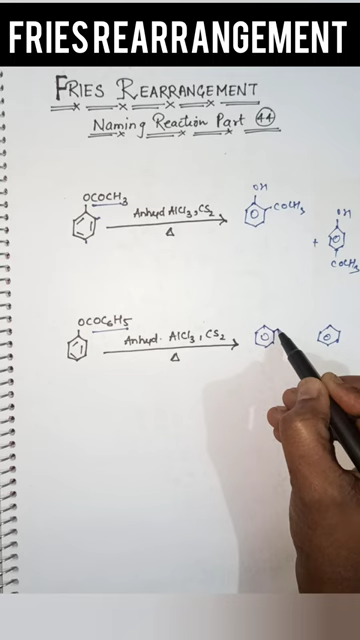 FRIES REARRANGEMENT
FRIES REARRANGEMENT
Naming Reaction Part 44
OCOCH3
Anhyd AlCl3, CS2
Δ
OH
COCH3
+
OH
COCH3
OCOC6H5
Anhyd. AlCl3, CS2
Δ